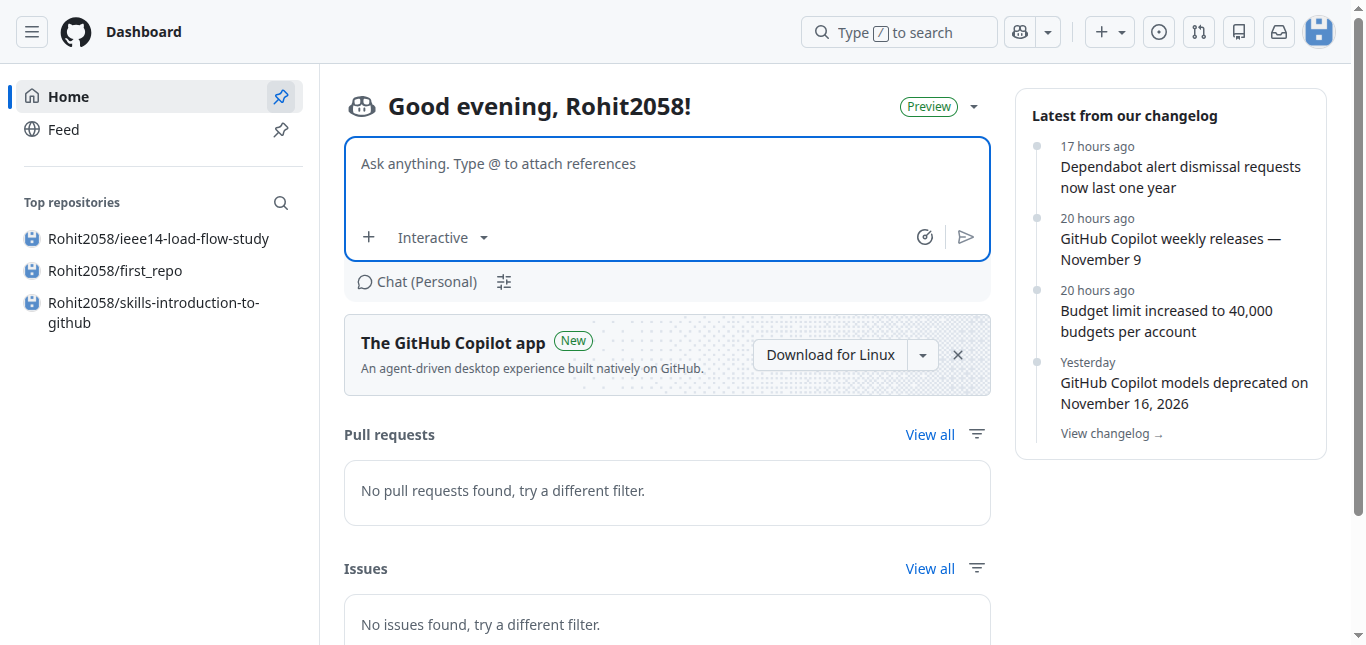 Dashboard
Type / to search
Home
Feed
Top repositories
Rohit2058/ieee14-load-flow-study
Rohit2058/first_repo
Rohit2058/skills-introduction-to-
github
Good evening, Rohit2058!
Preview
Ask anything. Type @ to attach references
Interactive
Chat (Personal)
The GitHub Copilot app New
An agent-driven desktop experience built natively on GitHub.
Download for Linux
Pull requests
View all
No pull requests found, try a different filter.
Issues
View all
No issues found, try a different filter.
Latest from our changelog
17 hours ago
Dependabot alert dismissal requests
now last one year
20 hours ago
GitHub Copilot weekly releases —
November 9
20 hours ago
Budget limit increased to 40,000
budgets per account
Yesterday
GitHub Copilot models deprecated on
November 16, 2026
View changelog →